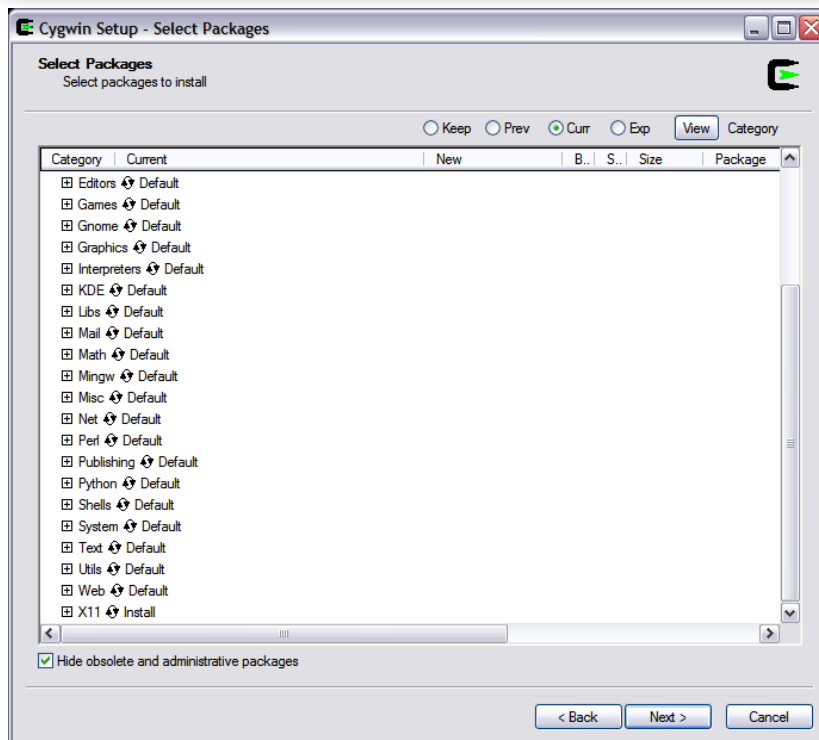 Cygwin Setup - Select Packages
Select Packages
Select packages to install
Keep Prev Curr Exp View Category
Category Current New B.. S.. Size Package
Editors Default
Games Default
Gnome Default
Graphics Default
Interpreters Default
KDE Default
Libs Default
Mail Default
Math Default
Mingw Default
Misc Default
Net Default
Perl Default
Publishing Default
Python Default
Shells Default
System Default
Text Default
Utils Default
Web Default
X11 Install
Hide obsolete and administrative packages
< Back Next > Cancel